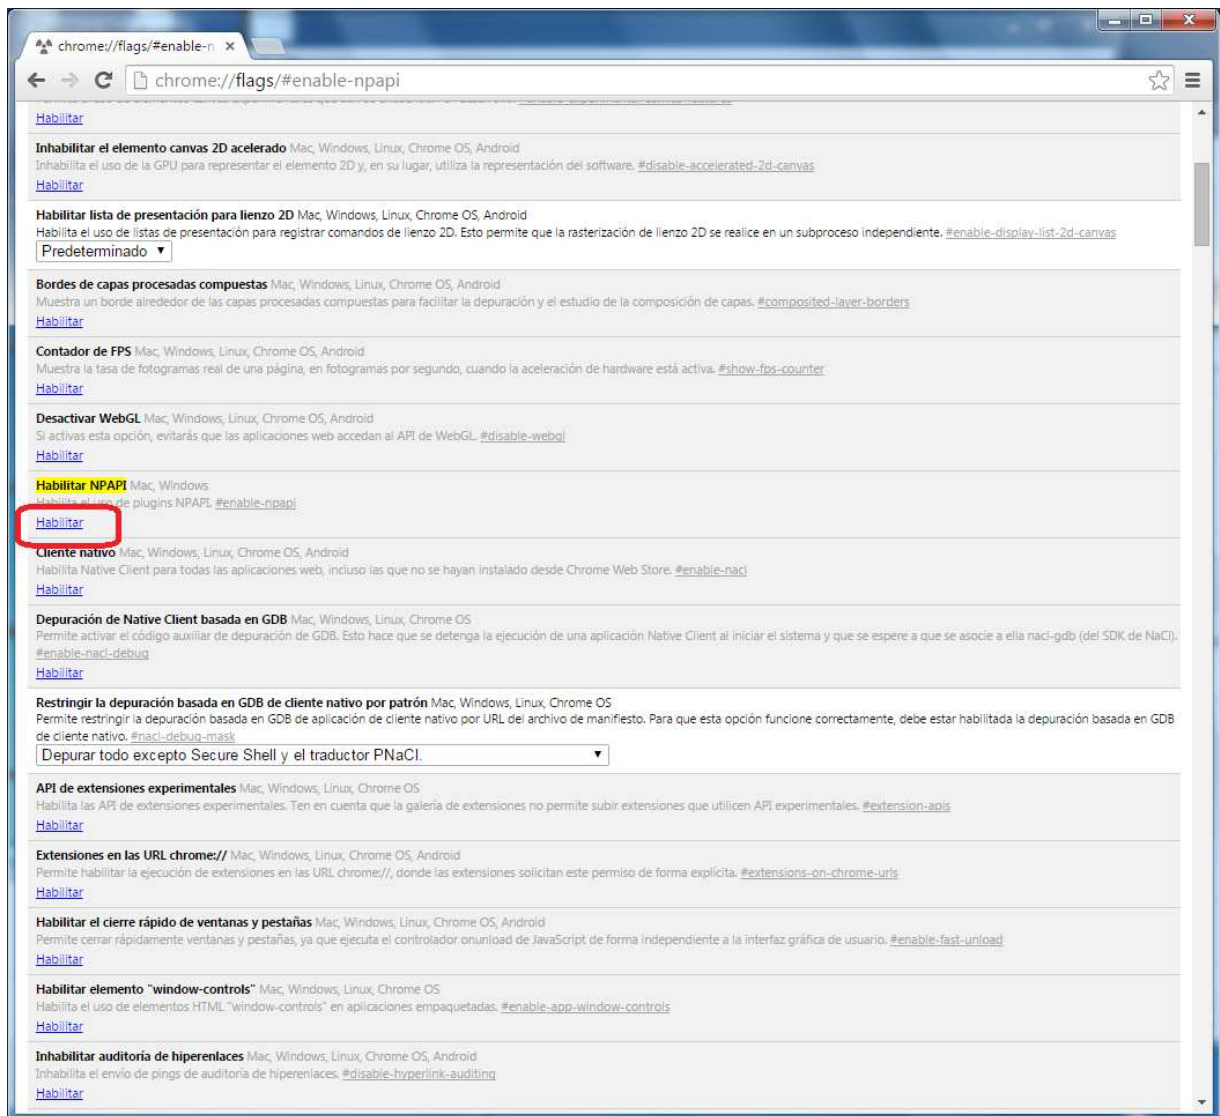 chrome://flags/#enable-n
chrome://flags/#enable-npapi
Habilitar
Inhabilitar el elemento canvas 2D acelerado Mac, Windows, Linux, Chrome OS, Android
Inhabilita el uso de la GPU para representar el elemento 2D y, en su lugar, utiliza la representación del software. #disable-accelerated-2d-canvas
Habilitar
Habilitar lista de presentación para lienzo 2D Mac, Windows, Linux, Chrome OS, Android
Habilita el uso de listas de presentación para registrar comandos de lienzo 2D. Esto permite que la rasterización de lienzo 2D se realice en un subproceso independiente. #enable-display-list-2d-canvas
Predeterminado
Bordes de capas procesadas compuestas Mac, Windows, Linux, Chrome OS, Android
Muestra un borde alrededor de las capas procesadas compuestas para facilitar la depuración y el estudio de la composición de capas. #composited-layer-borders
Habilitar
Contador de FPS Mac, Windows, Linux, Chrome OS, Android
Muestra la tasa de fotogramas real de una página, en fotogramas por segundo, cuando la aceleración de hardware está activa. #show-fps-counter
Habilitar
Desactivar WebGL Mac, Windows, Linux, Chrome OS, Android
Si activas esta opción, evitarás que las aplicaciones web accedan al API de WebGL. #disable-webgl
Habilitar
Habilitar NPAPI Mac, Windows
Habilita el uso de plugins NPAPI. #enable-npapi
Habilitar
Cliente nativo Mac, Windows, Linux, Chrome OS, Android
Habilita Native Client para todas las aplicaciones web, incluso las que no se hayan instalado desde Chrome Web Store. #enable-nacl
Habilitar
Depuración de Native Client basada en GDB Mac, Windows, Linux, Chrome OS
Permite activar el código auxiliar de depuración de GDB. Esto hace que se detenga la ejecución de una aplicación Native Client al iniciar el sistema y que se espere a que se asocie a ella nacl-gdb (del SDK de NaCl).
#enable-nacl-debug
Habilitar
Restringir la depuración basada en GDB de cliente nativo por patrón Mac, Windows, Linux, Chrome OS
Permite restringir la depuración basada en GDB de aplicación de cliente nativo por URL del archivo de manifiesto. Para que esta opción funcione correctamente, debe estar habilitada la depuración basada en GDB
de cliente nativo. #nacl-debug-mask
Depurar todo excepto Secure Shell y el traductor PNaCl.
API de extensiones experimentales Mac, Windows, Linux, Chrome OS
Habilita las API de extensiones experimentales. Ten en cuenta que la galería de extensiones no permite subir extensiones que utilicen API experimentales. #extension-apis
Habilitar
Extensiones en las URL chrome:// Mac, Windows, Linux, Chrome OS, Android
Permite habilitar la ejecución de extensiones en las URL chrome://, donde las extensiones solicitan este permiso de forma explícita. #extensions-on-chrome-urls
Habilitar
Habilitar el cierre rápido de ventanas y pestañas Mac, Windows, Linux, Chrome OS, Android
Permite cerrar rápidamente ventanas y pestañas, ya que ejecuta el controlador onunload de JavaScript de forma independiente a la interfaz gráfica de usuario. #enable-fast-unload
Habilitar
Habilitar elemento "window-controls" Mac, Windows, Linux, Chrome OS
Habilita el uso de elementos HTML "window-controls" en aplicaciones empaquetadas. #enable-app-window-controls
Habilitar
Inhabilitar auditoría de hiperenlaces Mac, Windows, Linux, Chrome OS, Android
Inhabilita el envío de pings de auditoría de hiperenlaces. #disable-hyperlink-auditing
Habilitar